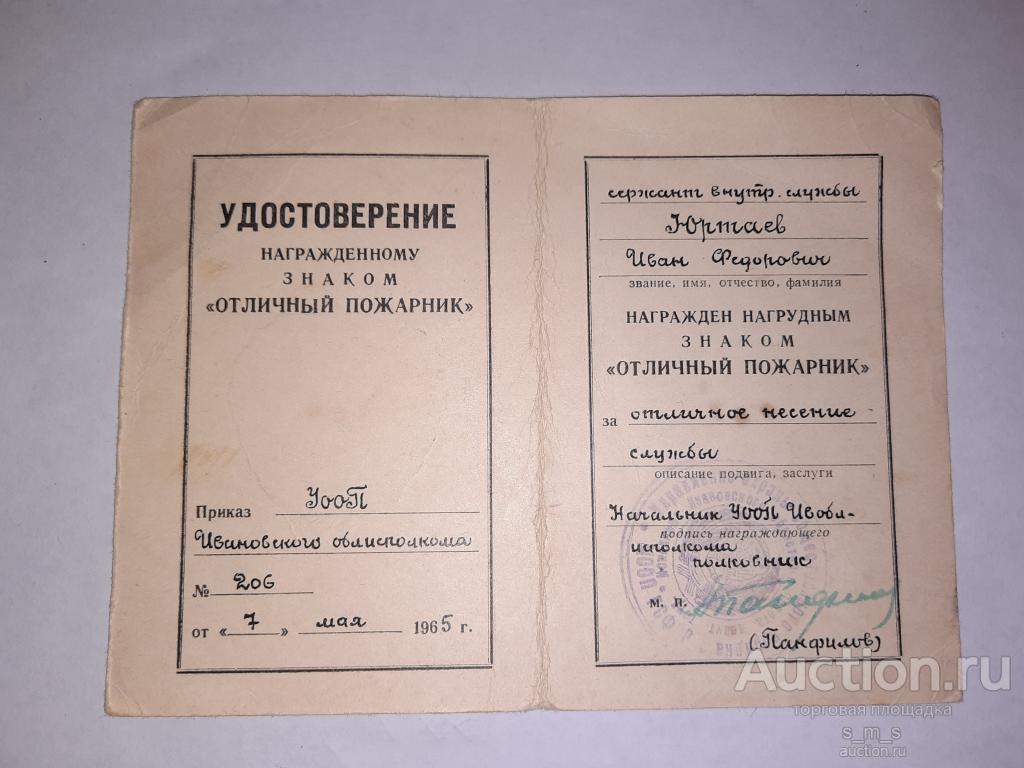 УДОСТОВЕРЕНИЕ
НАГРАЖДЕННОМУ
ЗНАКОМ
«ОТЛИЧНЫЙ ПОЖАРНИК»
Приказ УооП
Ивановского облисполкома
№ 206
от «7» мая 1965 г.
сержант внутр. службы
Юртаев
Иван Федорович
звание, имя, отчество, фамилия
НАГРАЖДЕН НАГРУДНЫМ
ЗНАКОМ
«ОТЛИЧНЫЙ ПОЖАРНИК»
за отличное несение
службы
описание подвига, заслуги
Начальник УооП Ивобл-
подпись награждающего
исполкома
полковник
М. П.
(Панфилов)
Auction.ru
торговая площадка
s_m_s
auction.ru